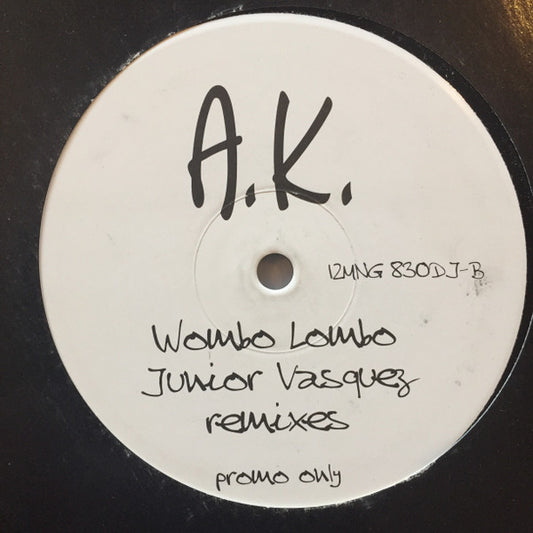 A.K.
12MNG 830DJ-B
Wombo Lombo
Junior Vasquez
remixes
promo only